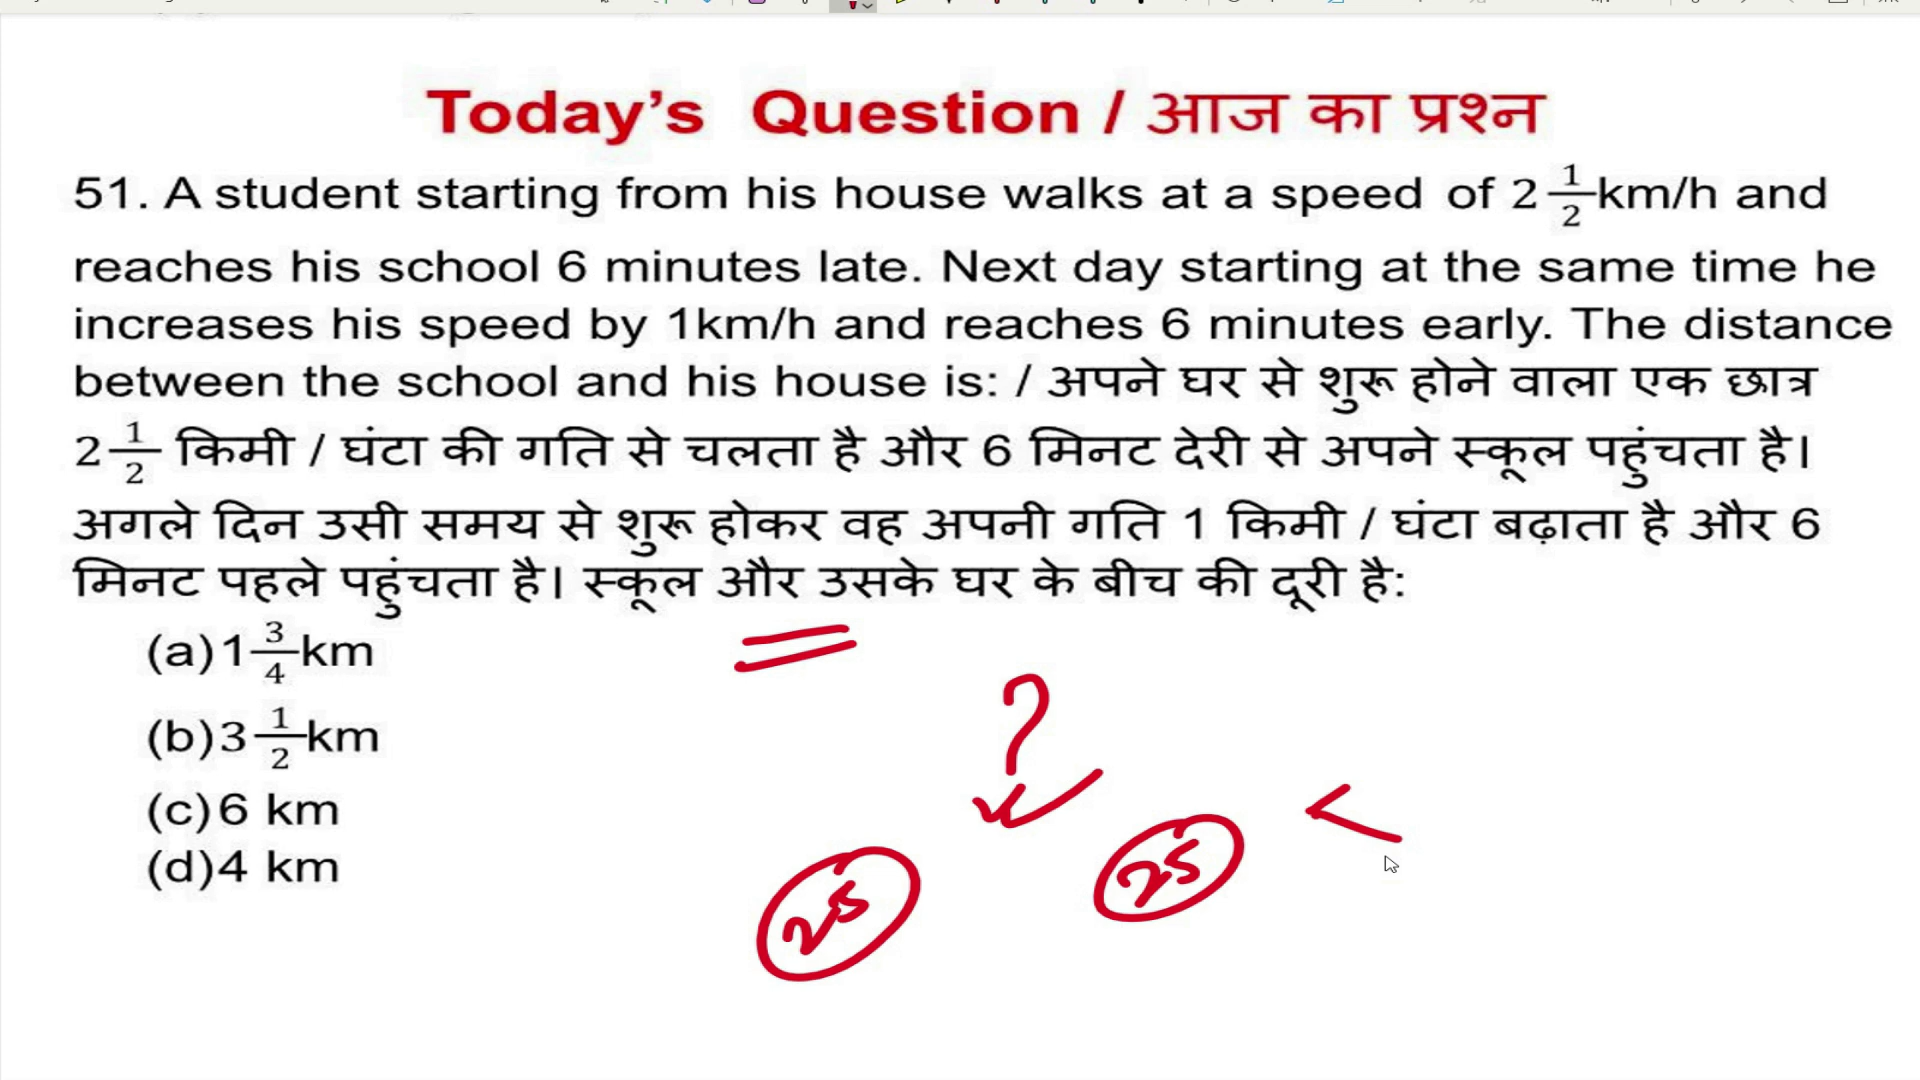 Today's Question / आज का प्रश्न
51. A student starting from his house walks at a speed of 2 1/2 km/h and
reaches his school 6 minutes late. Next day starting at the same time he
increases his speed by 1km/h and reaches 6 minutes early. The distance
between the school and his house is: / अपने घर से शुरू होने वाला एक छात्र
2 1/2 किमी / घंटा की गति से चलता है और 6 मिनट देरी से अपने स्कूल पहुंचता है।
अगले दिन उसी समय से शुरू होकर वह अपनी गति 1 किमी / घंटा बढ़ाता है और 6
मिनट पहले पहुंचता है। स्कूल और उसके घर के बीच की दूरी है:
(a)1 3/4 km
(b)3 1/2 km
(c)6 km
(d)4 km
?
25
25
<